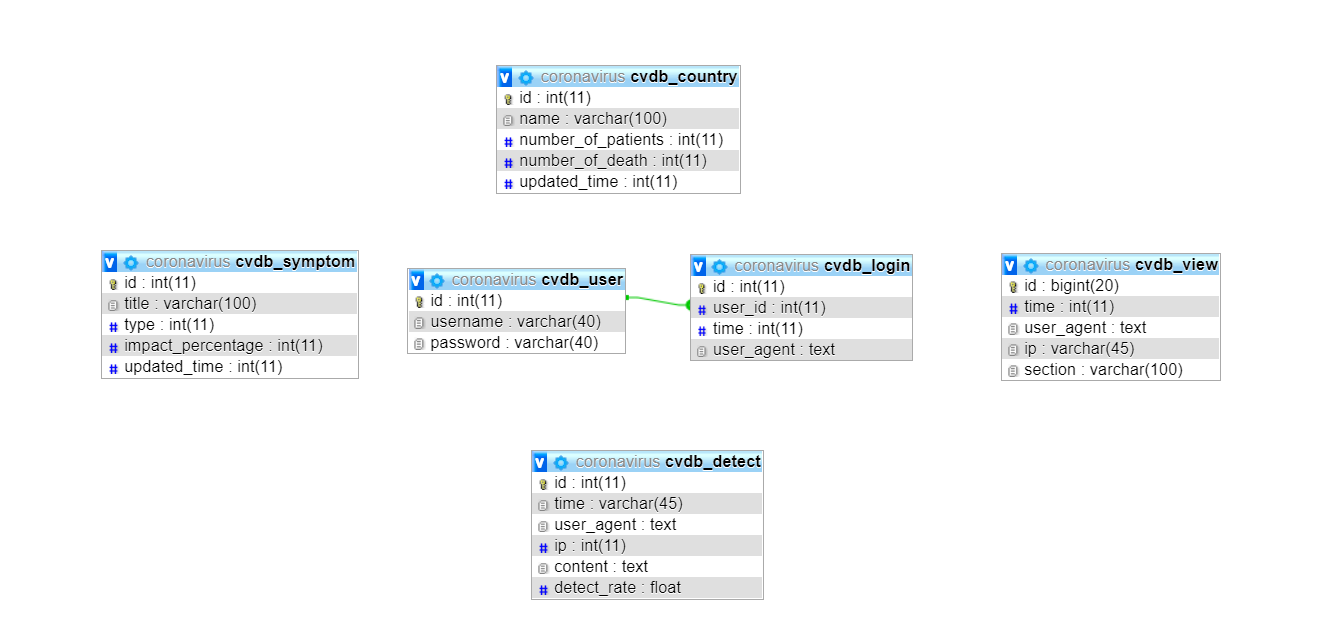 coronavirus cvdb_country
id : int(11)
name : varchar(100)
number_of_patients : int(11)
number_of_death : int(11)
updated_time : int(11)
coronavirus cvdb_symptom
id : int(11)
title : varchar(100)
type : int(11)
impact_percentage : int(11)
updated_time : int(11)
coronavirus cvdb_user
id : int(11)
username : varchar(40)
password : varchar(40)
coronavirus cvdb_login
id : int(11)
user_id : int(11)
time : int(11)
user_agent : text
coronavirus cvdb_view
id : bigint(20)
time : int(11)
user_agent : text
ip : varchar(45)
section : varchar(100)
coronavirus cvdb_detect
id : int(11)
time : varchar(45)
user_agent : text
ip : int(11)
content : text
detect_rate : float